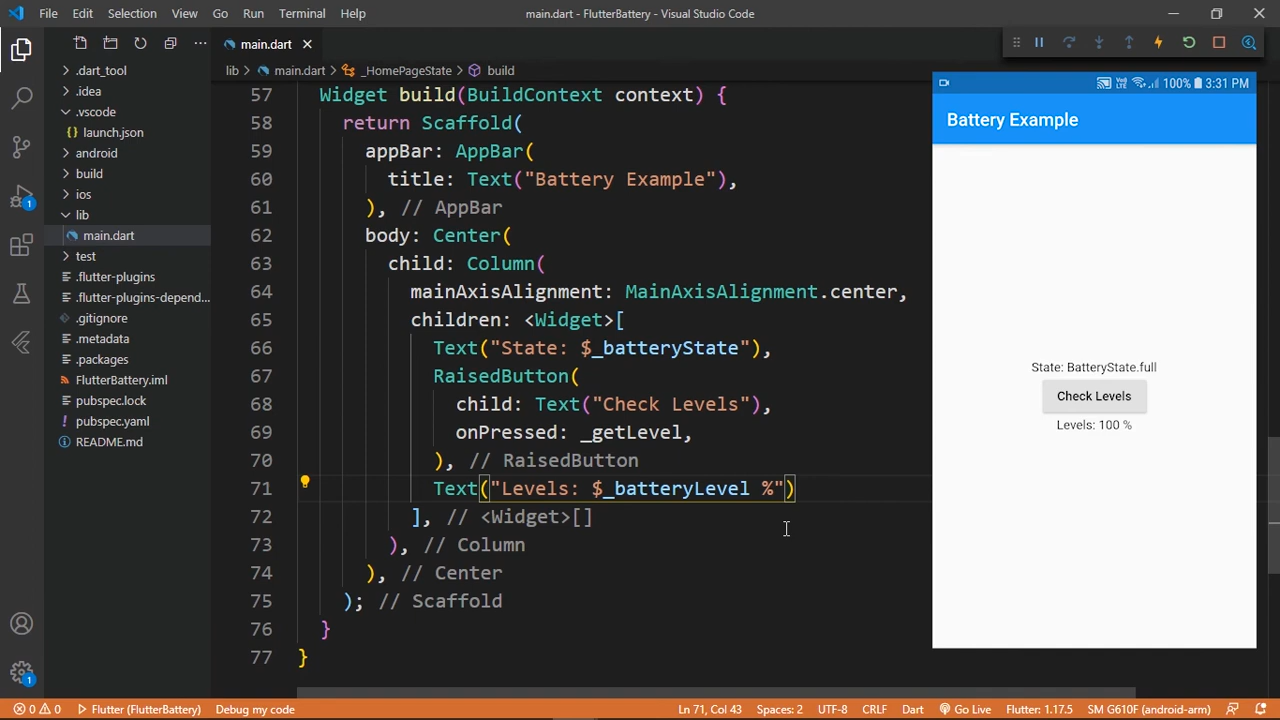 File Edit Selection View Go Run Terminal Help
main.dart - FlutterBattery - Visual Studio Code
main.dart
lib > main.dart > _HomePageState > build
.dart_tool
.idea
.vscode
{} launch.json
android
build
ios
lib
main.dart
test
.flutter-plugins
.flutter-plugins-depend...
.gitignore
.metadata
.packages
FlutterBattery.iml
pubspec.lock
pubspec.yaml
README.md
1
1
57 Widget build(BuildContext context) {
58 return Scaffold(
59 appBar: AppBar(
60 title: Text("Battery Example"),
61 ), // AppBar
62 body: Center(
63 child: Column(
64 mainAxisAlignment: MainAxisAlignment.center,
65 children: <Widget>[
66 Text("State: $_batteryState"),
67 RaisedButton(
68 child: Text("Check Levels"),
69 onPressed: _getLevel,
70 ), // RaisedButton
71 Text("Levels: $_batteryLevel %")
72 ], // <Widget>[]
73 ), // Column
74 ), // Center
75 ); // Scaffold
76 }
77 }
100% 3:31 PM
Battery Example
State: BatteryState.full
Check Levels
Levels: 100 %
0 0 Flutter (FlutterBattery) Debug my code
Ln 71, Col 43 Spaces: 2 UTF-8 CRLF Dart Go Live Flutter: 1.17.5 SM G610F (android-arm)